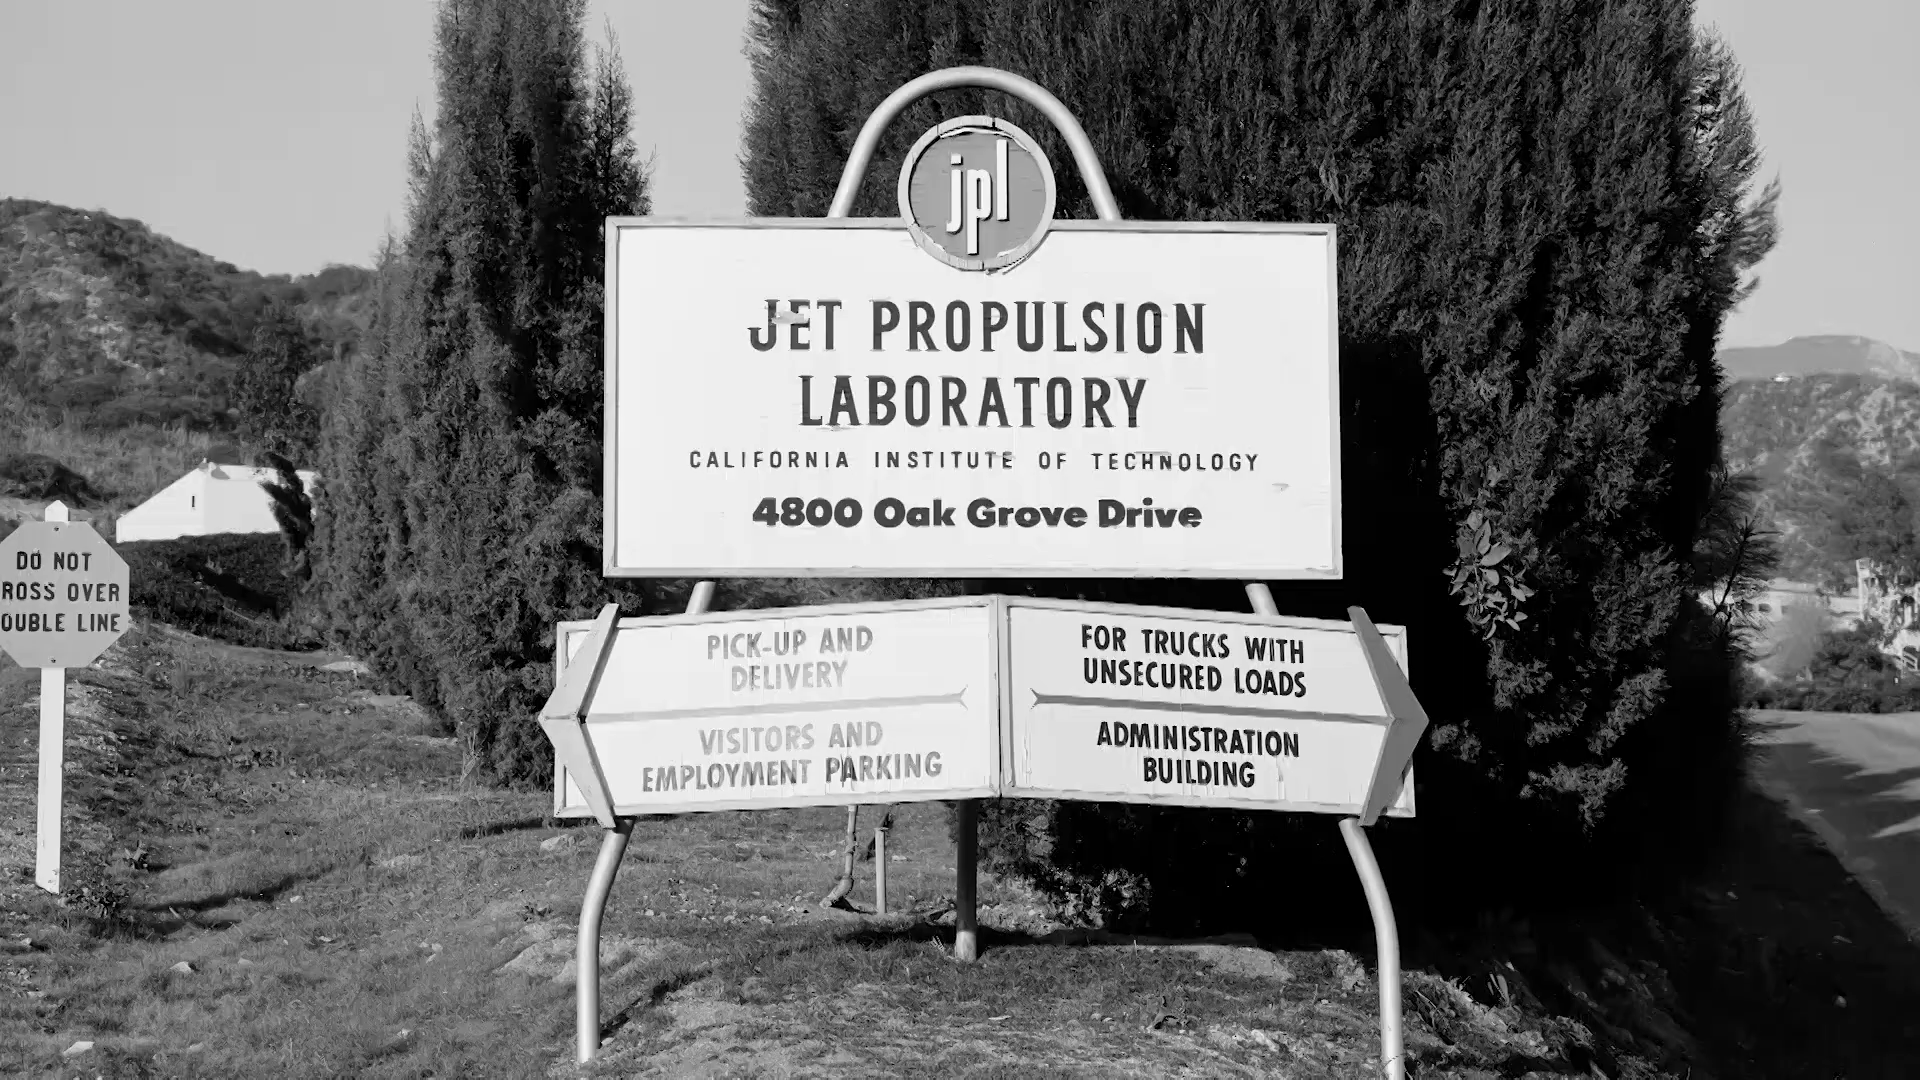 jpl
JET PROPULSION
LABORATORY
CALIFORNIA INSTITUTE OF TECHNOLOGY
4800 Oak Grove Drive
PICK-UP AND
DELIVERY
VISITORS AND
EMPLOYMENT PARKING
FOR TRUCKS WITH
UNSECURED LOADS
ADMINISTRATION
BUILDING
DO NOT
ROSS OVER
OUBLE LINE